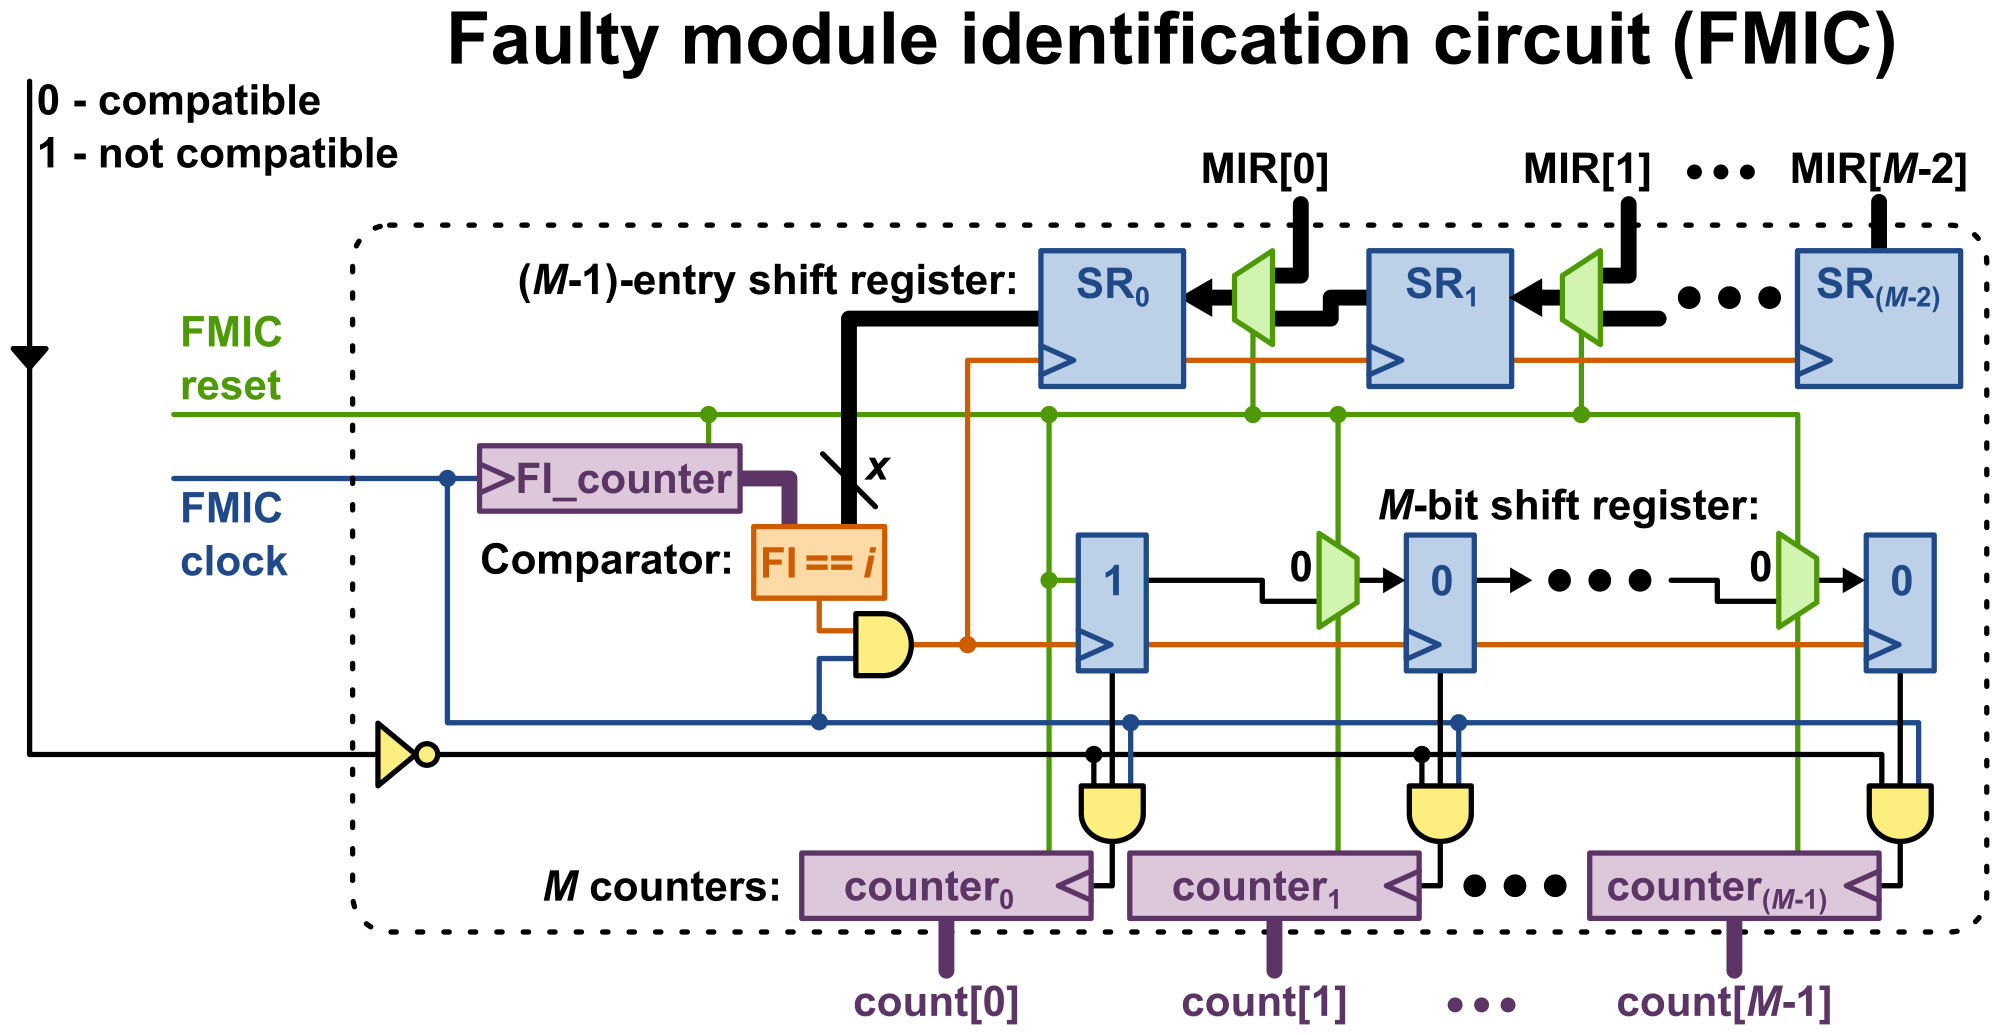 Faulty module identification circuit (FMIC)
0 - compatible
1 - not compatible
MIR[0] MIR[1] ••• MIR[M-2]
(M-1)-entry shift register:
SR0 SR1 ••• SR(M-2)
FMIC
reset
FI_counter
x
FMIC
clock
M-bit shift register:
Comparator:
FI == i
1 0 0 ••• 0 0
M counters:
counter0 counter1 ••• counter(M-1)
count[0] count[1] ••• count[M-1]